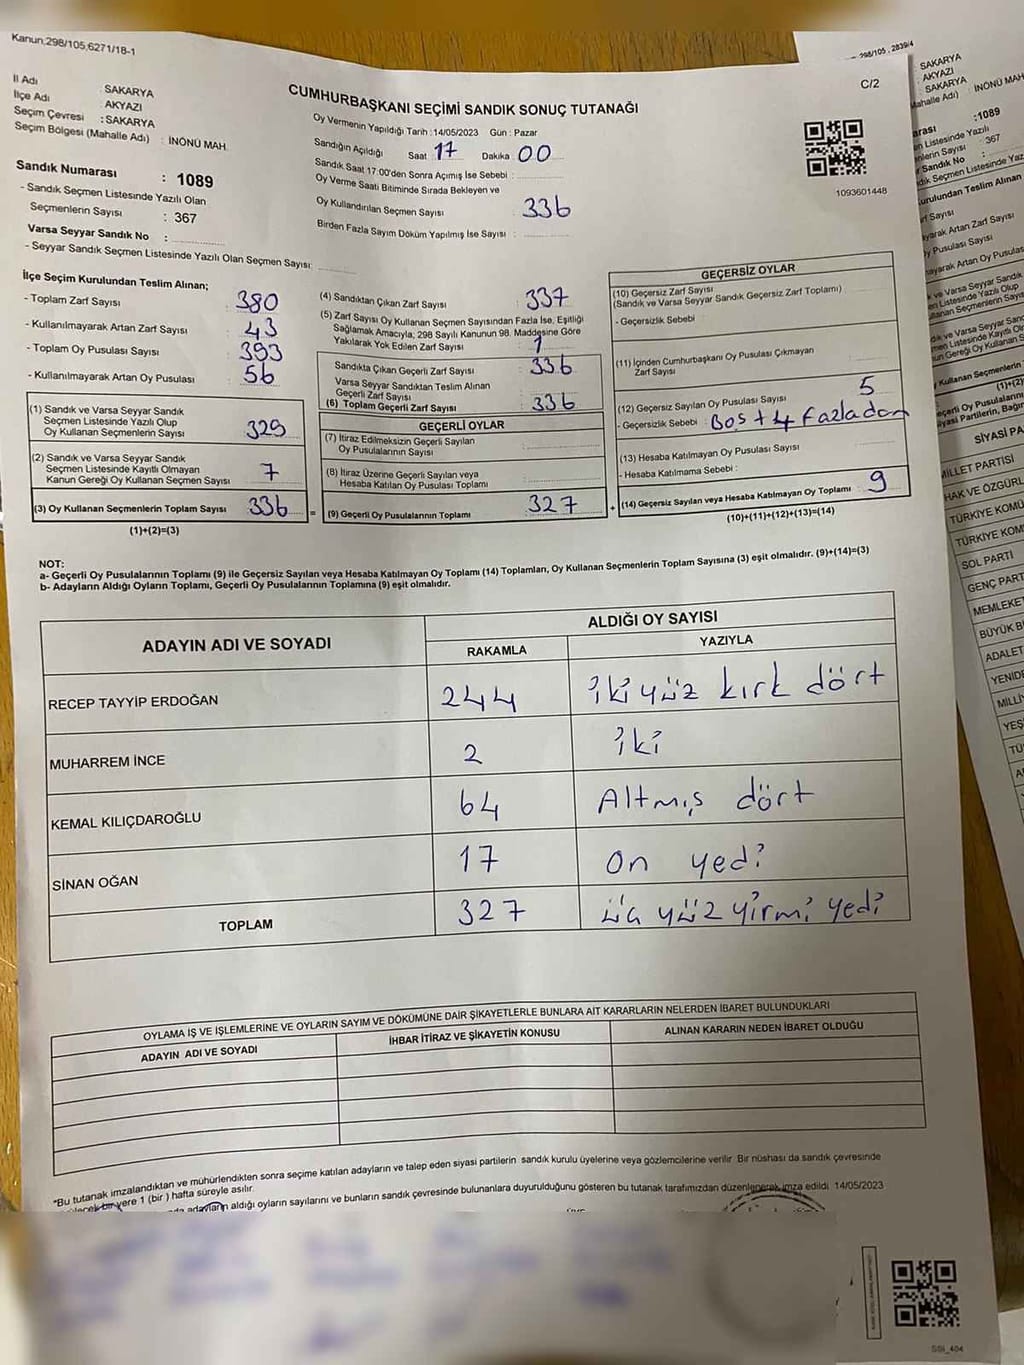 Kanun;298/105,6271/18-1
C/2
İl Adı : SAKARYA
İlçe Adı : AKYAZI
Seçim Çevresi : SAKARYA
Seçim Bölgesi (Mahalle Adı) : İNÖNÜ MAH.
Sandık Numarası : 1089
- Sandık Seçmen Listesinde Yazılı Olan
Seçmenlerin Sayısı : 367
Varsa Seyyar Sandık No :
- Seyyar Sandık Seçmen Listesinde Yazılı Olan Seçmen Sayısı:
CUMHURBAŞKANI SEÇİMİ SANDIK SONUÇ TUTANAĞI
Oy Vermenin Yapıldığı Tarih : 14/05/2023 Gün : Pazar
Sandığın Açıldığı Saat 17 Dakika 00
Sandık Saat 17:00'den Sonra Açımış İse Sebebi :
Oy Verme Saati Bitiminde Sırada Bekleyen ve
Oy Kullandırılan Seçmen Sayısı 336
Birden Fazla Sayım Döküm Yapılmış İse Sayısı :
1093601448
İlçe Seçim Kurulundan Teslim Alınan;
- Toplam Zarf Sayısı 380
- Kullanılmayarak Artan Zarf Sayısı : 43
- Toplam Oy Pusulası Sayısı 393
- Kullanılmayarak Artan Oy Pusulası : 56
(1) Sandık ve Varsa Seyyar Sandık
Seçmen Listesinde Yazılı Olup
Oy Kullanan Seçmenlerin Sayısı 329
(2) Sandık ve Varsa Seyyar Sandık
Seçmen Listesinde Kayıtlı Olmayan
Kanun Gereği Oy Kullanan Seçmen Sayısı 7
(3) Oy Kullanan Seçmenlerin Toplam Sayısı 336
(1)+(2)=(3)
(4) Sandıktan Çıkan Zarf Sayısı : 337
(5) Zarf Sayısı Oy Kullanan Seçmen Sayısından Fazla İse, Eşitliği
Sağlamak Amacıyla; 298 Sayılı Kanunun 98. Maddesine Göre
Yakılarak Yok Edilen Zarf Sayısı : 1
Sandıkta Çıkan Geçerli Zarf Sayısı 336
Varsa Seyyar Sandıktan Teslim Alınan
Geçerli Zarf Sayısı
(6) Toplam Geçerli Zarf Sayısı 336
GEÇERLİ OYLAR
(7) İtiraz Edilmeksizin Geçerli Sayılan
Oy Pusulalarının Sayısı
(8) İtiraz Üzerine Geçerli Sayılan veya
Hesaba Katılan Oy Pusulası Toplamı
= (9) Geçerli Oy Pusulalarının Toplamı 327
GEÇERSİZ OYLAR
(10) Geçersiz Zarf Sayısı
(Sandık ve Varsa Seyyar Sandık Geçersiz Zarf Toplamı)
- Geçersizlik Sebebi :
(11) İçinden Cumhurbaşkanı Oy Pusulası Çıkmayan
Zarf Sayısı
(12) Geçersiz Sayılan Oy Pusulası Sayısı 5
- Geçersizlik Sebebi : Boş + 4 fazladan
(13) Hesaba Katılmayan Oy Pusulası Sayısı
- Hesaba Katılmama Sebebi :
+ (14) Geçersiz Sayılan veya Hesaba Katılmayan Oy Toplamı 9
(10)+(11)+(12)+(13)=(14)
NOT:
a- Geçerli Oy Pusulalarının Toplamı (9) ile Geçersiz Sayılan veya Hesaba Katılmayan Oy Toplamı (14) Toplamları, Oy Kullanan Seçmenlerin Toplam Sayısına (3) eşit olmalıdır. (9)+(14)=(3)
b- Adayların Aldığı Oyların Toplamı, Geçerli Oy Pusulalarının Toplamına (9) eşit olmalıdır.
ADAYIN ADI VE SOYADI
ALDIĞI OY SAYISI
RAKAMLA YAZIYLA
RECEP TAYYİP ERDOĞAN 244 iki yüz kırk dört
MUHARREM İNCE 2 iki
KEMAL KILIÇDAROĞLU 64 Altmış dört
SİNAN OĞAN 17 On yedi
TOPLAM 327 üç yüz yirmi yedi
OYLAMA İŞ VE İŞLEMLERİNE VE OYLARIN SAYIM VE DÖKÜMÜNE DAİR ŞİKAYETLERLE BUNLARA AİT KARARLARIN NELERDEN İBARET BULUNDUKLARI
ADAYIN ADI VE SOYADI İHBAR İTİRAZ VE ŞİKAYETİN KONUSU ALINAN KARARIN NEDEN İBARET OLDUĞU
*Bu tutanak imzalandıktan ve mühürlendikten sonra seçime katılan adayların ve talep eden siyasi partilerin sandık kurulu üyelerine veya gözlemcilerine verilir. Bir nüshası da sandık çevresinde
bir yere 1 (bir ) hafta süreyle asılır.
adayların aldığı oyların sayılarını ve bunların sandık çevresinde bulunanlara duyurulduğunu gösteren bu tutanak tarafımızdan düzenlenerek imza edildi. 14/05/2023
SSI_404
298/105 , 2839/4
SAKARYA
AKYAZI
SAKARYA
Mahalle Adı) : İNÖNÜ MAH
:1089
Listesinde Yazılı
: 367
Sandık No :
SİYASİ PA
MİLLET PARTİSİ
HAK VE ÖZGÜRL
TÜRKİYE KOMÜ
TÜRKİYE KOM
SOL PARTİ
GENÇ PART
MEMLEKET
BÜYÜK B
ADALET
YENİDE
MİLLİ
YEŞ
TÜ